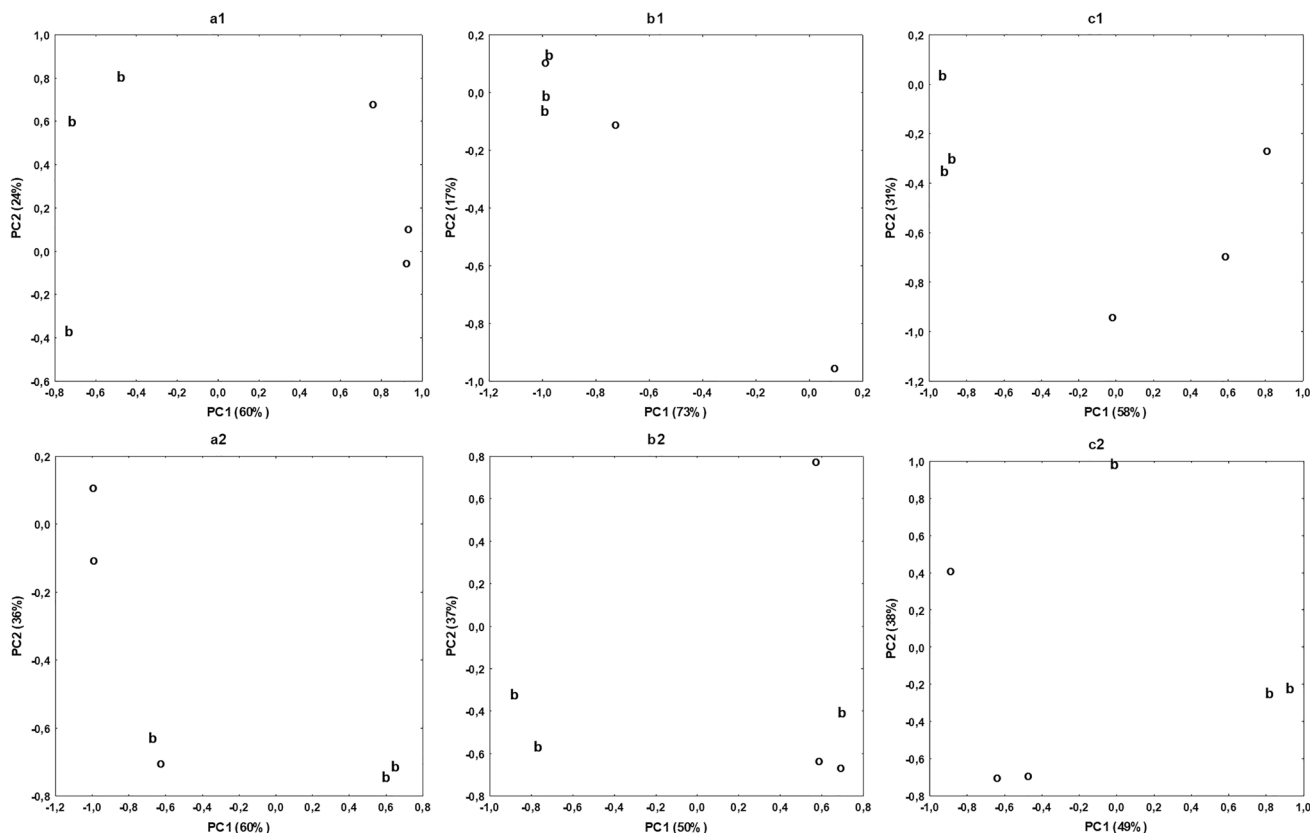 a1
1,0
0,8
0,6
0,4
0,2
0,0
-0,2
-0,4
-0,6
PC2 (24%)
b
b
b
o
o
o
-0,8 -0,6 -0,4 -0,2 0,0 0,2 0,4 0,6 0,8 1,0
PC1 (60%)
b1
0,2
0,0
-0,2
-0,4
-0,6
-0,8
-1,0
PC2 (17%)
b
o
b
b
o
o
-1,2 -1,0 -0,8 -0,6 -0,4 -0,2 0,0 0,2
PC1 (73%)
c1
0,2
0,0
-0,2
-0,4
-0,6
-0,8
-1,0
-1,2
PC2 (31%)
b
b
b
o
o
o
-1,0 -0,8 -0,6 -0,4 -0,2 0,0 0,2 0,4 0,6 0,8 1,0
PC1 (58%)
a2
0,2
0,0
-0,2
-0,4
-0,6
-0,8
PC2 (36%)
o
o
b
o
b
b
-1,2 -1,0 -0,8 -0,6 -0,4 -0,2 0,0 0,2 0,4 0,6 0,8
PC1 (60%)
b2
0,8
0,6
0,4
0,2
0,0
-0,2
-0,4
-0,6
-0,8
PC2 (37%)
o
b
b
b
o
o
-1,0 -0,8 -0,6 -0,4 -0,2 0,0 0,2 0,4 0,6 0,8
PC1 (50%)
c2
1,0
0,8
0,6
0,4
0,2
0,0
-0,2
-0,4
-0,6
-0,8
PC2 (38%)
b
o
b
b
o
o
-1,0 -0,8 -0,6 -0,4 -0,2 0,0 0,2 0,4 0,6 0,8 1,0
PC1 (49%)